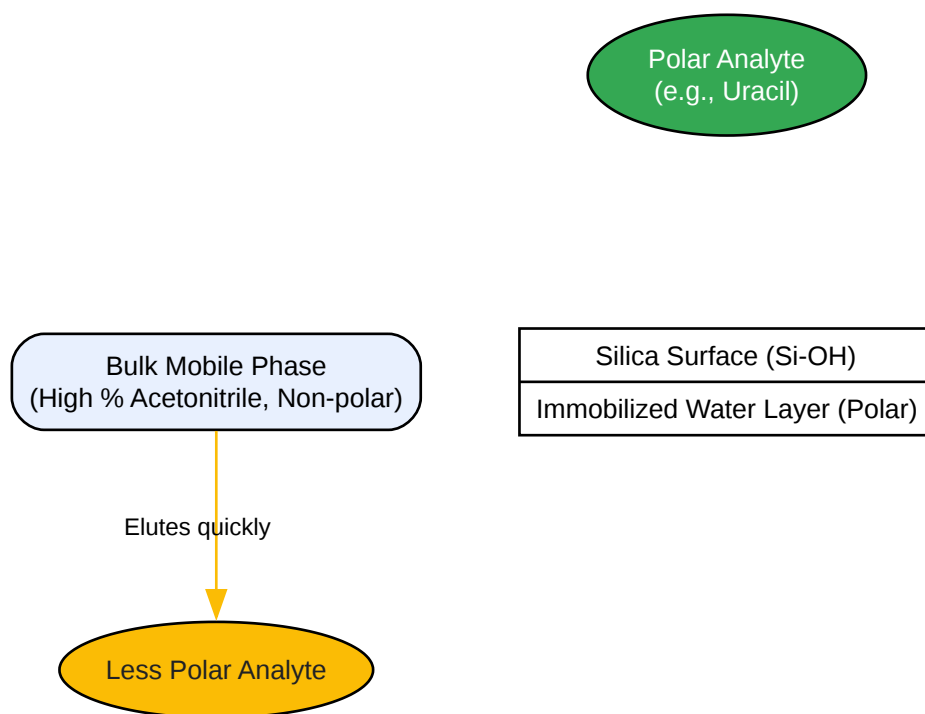 Polar Analyte
(e.g., Uracil)
Bulk Mobile Phase
(High % Acetonitrile, Non-polar)
Silica Surface (Si-OH)
Immobilized Water Layer (Polar)
Elutes quickly
Less Polar Analyte